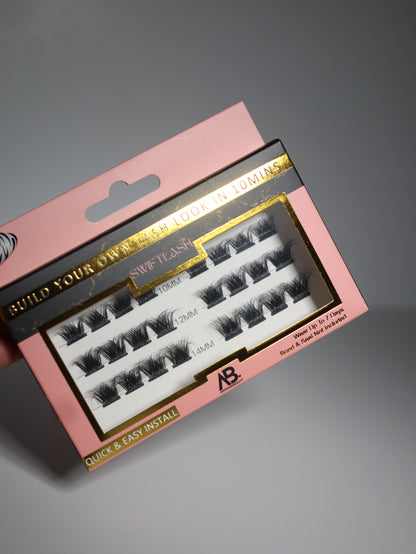 BUILD YOUR OWN LASH LOOK IN 10MINS
SWIFTLASH
10MM
12MM
14MM
AB.
Wear Up To 7 Days
Bond & Seal Not Included
QUICK & EASY INSTALL